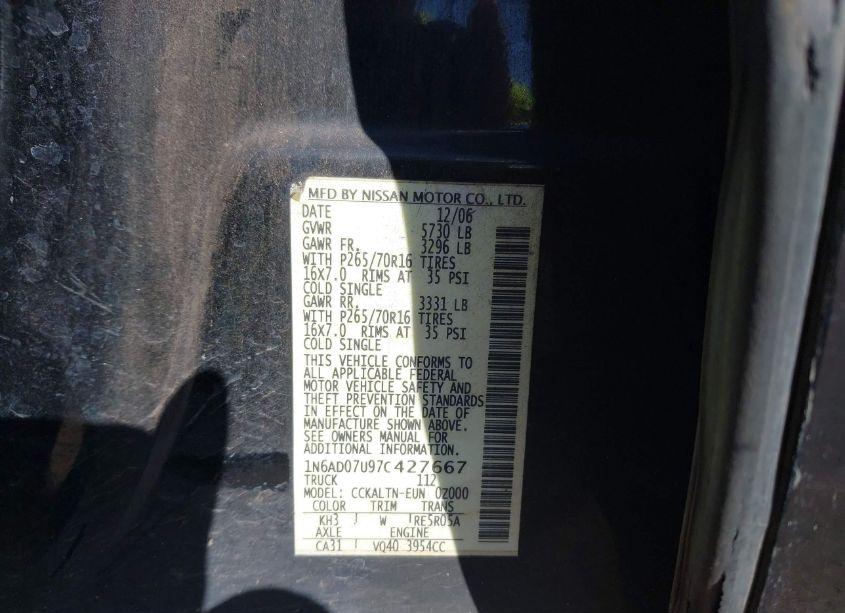 MFD BY NISSAN MOTOR CO., LTD.
DATE 12/06
GVWR 5730 LB
GAWR FR. 3296 LB
WITH P265/70R16 TIRES
16X7.0 RIMS AT 35 PSI
COLD SINGLE
GAWR RR. 3331 LB
WITH P265/70R16 TIRES
16X7.0 RIMS AT 35 PSI
COLD SINGLE
THIS VEHICLE CONFORMS TO
ALL APPLICABLE FEDERAL
MOTOR VEHICLE SAFETY AND
THEFT PREVENTION STANDARDS
IN EFFECT ON THE DATE OF
MANUFACTURE SHOWN ABOVE.
SEE OWNERS MANUAL FOR
ADDITIONAL INFORMATION.
1N6AD07U97C427667
TRUCK 112
MODEL: CCKALTN-EUN 0Z000
COLOR TRIM TRANS
KH3 W RE5R05A
AXLE ENGINE
CA31 VQ40 3954CC